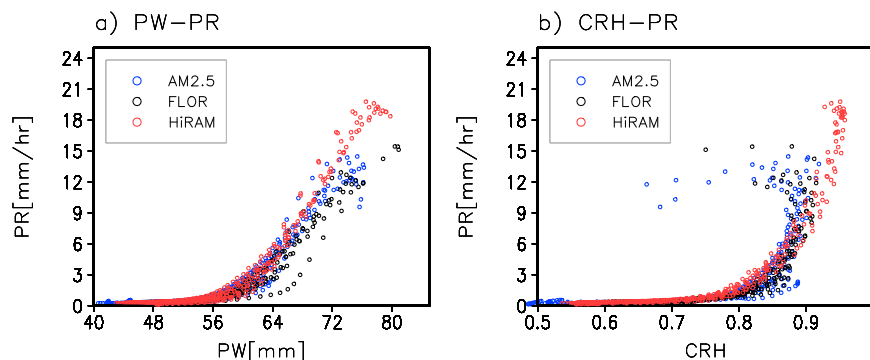 a) PW-PR
b) CRH-PR
PR[mm/hr]
24
21
18
15
12
9
6
3
0
AM2.5
FLOR
HiRAM
40 48 56 64 72 80
PW[mm]
PR[mm/hr]
24
21
18
15
12
9
6
3
0
AM2.5
FLOR
HiRAM
0.5 0.6 0.7 0.8 0.9
CRH